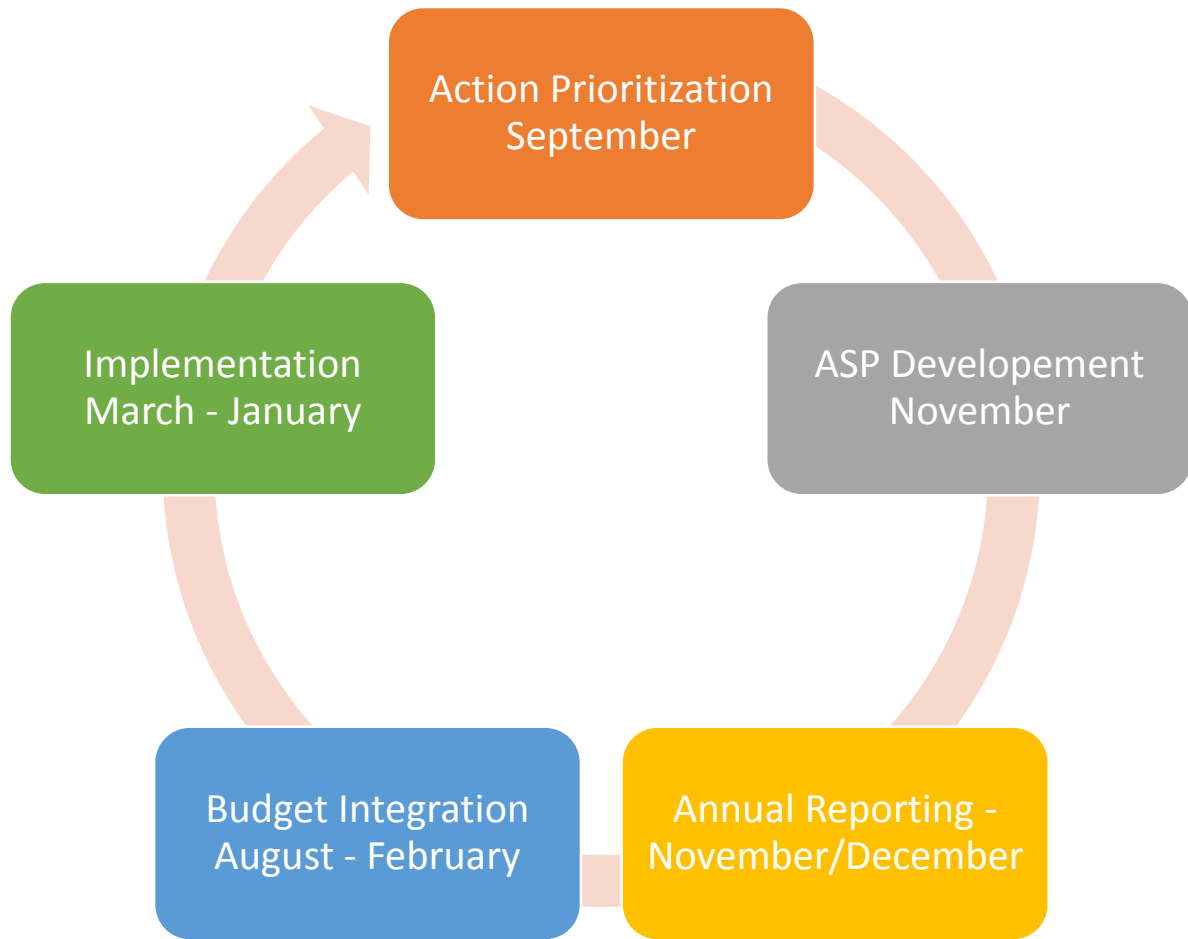 Action Prioritization
September
ASP Developement
November
Annual Reporting -
November/December
Budget Integration
August - February
Implementation
March - January